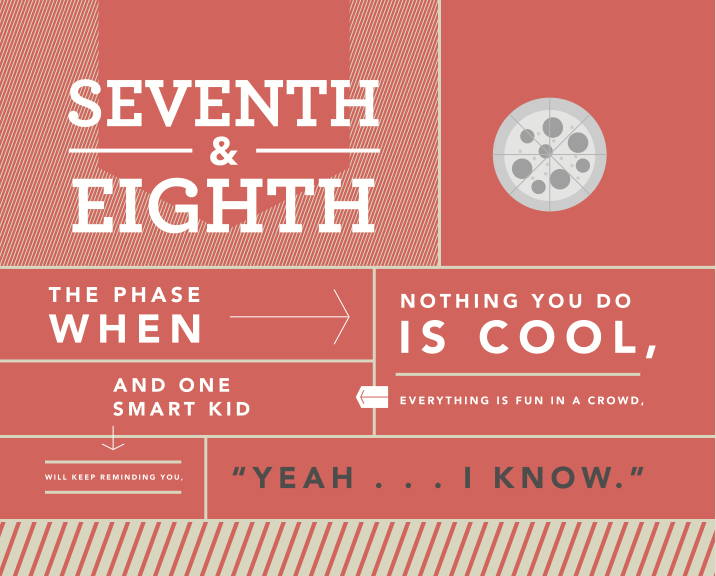 SEVENTH
&
EIGHTH
THE PHASE
WHEN
NOTHING YOU DO
IS COOL,
EVERYTHING IS FUN IN A CROWD,
AND ONE
SMART KID
WILL KEEP REMINDING YOU,
“YEAH . . . I KNOW.”